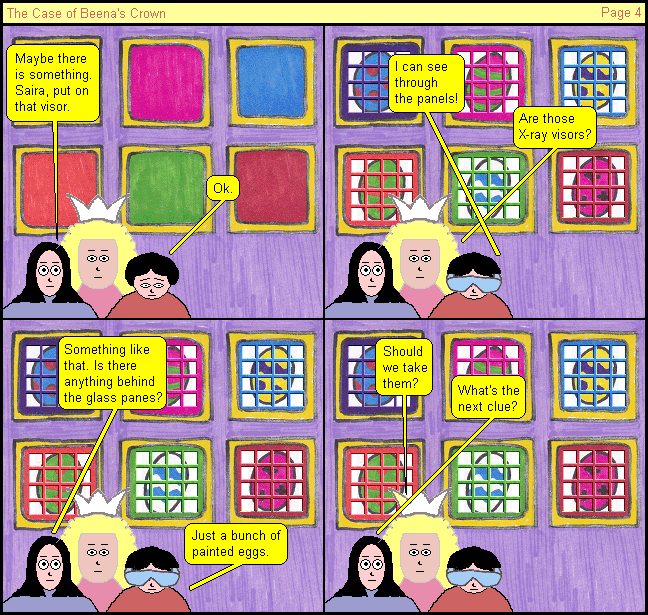 The Case of Beena's Crown
Page 4
Maybe there
is something.
Saira, put on
that visor.
Ok.
I can see
through
the panels!
Are those
X-ray visors?
Something like
that. Is there
anything behind
the glass panes?
Just a bunch of
painted eggs.
Should
we take
them?
What's the
next clue?